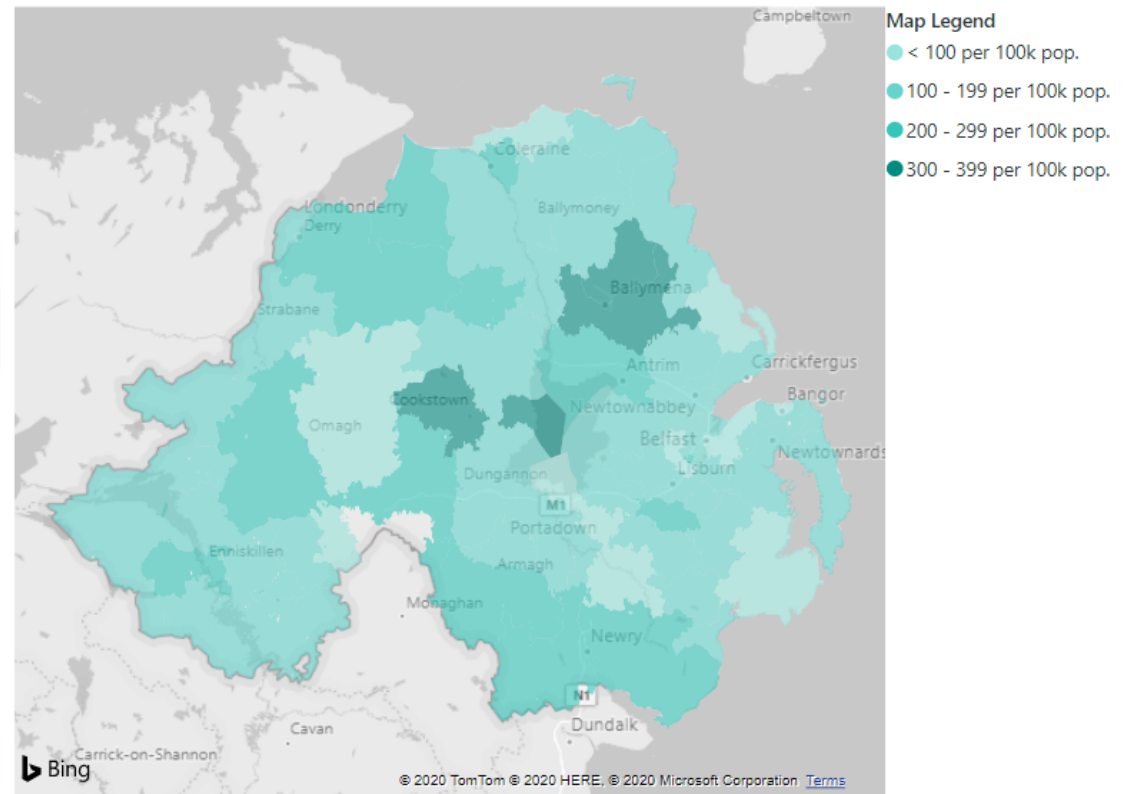 Campbeltown
Map Legend
< 100 per 100k pop.
100 - 199 per 100k pop.
200 - 299 per 100k pop.
300 - 399 per 100k pop.
Coleraine
Londonderry
Derry
Ballymoney
Ballymena
Strabane
Antrim
Carrickfergus
Bangor
Cookstown
Newtownabbey
Omagh
Belfast
Newtownards
Lisburn
Dungannon
M1
Portadown
Enniskillen
Armagh
Monaghan
Newry
N1
Dundalk
Cavan
Carrick-on-Shannon
Bing
© 2020 TomTom © 2020 HERE, © 2020 Microsoft Corporation Terms